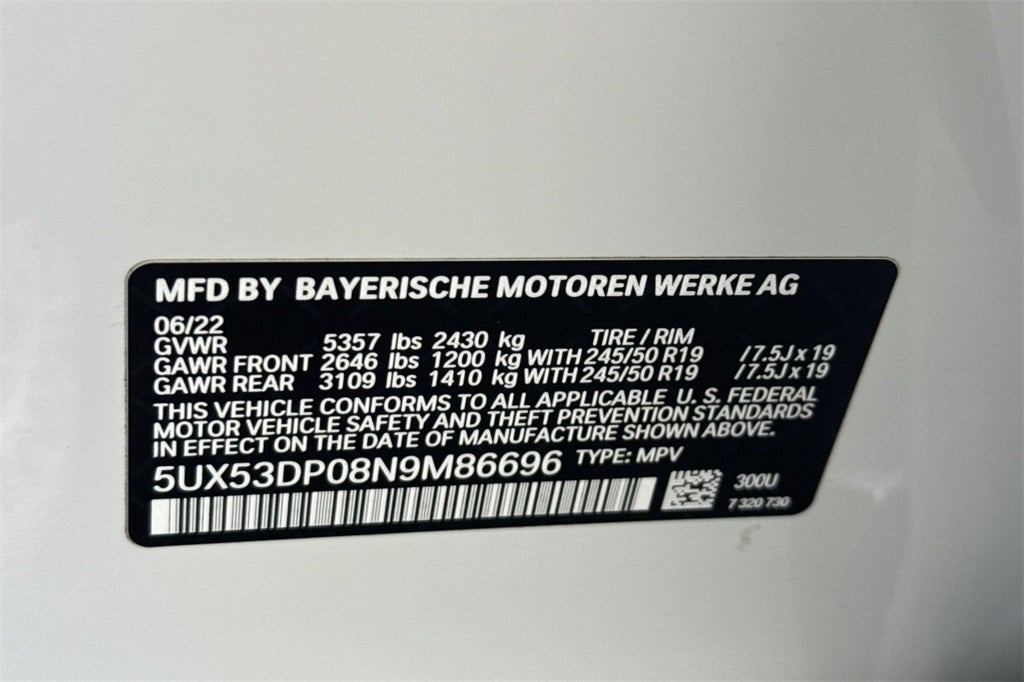 MFD BY BAYERISCHE MOTOREN WERKE AG
06/22
GVWR 5357 lbs 2430 kg TIRE / RIM
GAWR FRONT 2646 lbs 1200 kg WITH 245/50 R19 /7.5J x 19
GAWR REAR 3109 lbs 1410 kg WITH 245/50 R19 /7.5J x 19
THIS VEHICLE CONFORMS TO ALL APPLICABLE U. S. FEDERAL
MOTOR VEHICLE SAFETY AND THEFT PREVENTION STANDARDS
IN EFFECT ON THE DATE OF MANUFACTURE SHOWN ABOVE.
5UX53DP08N9M86696 TYPE: MPV
300U
7 320 730